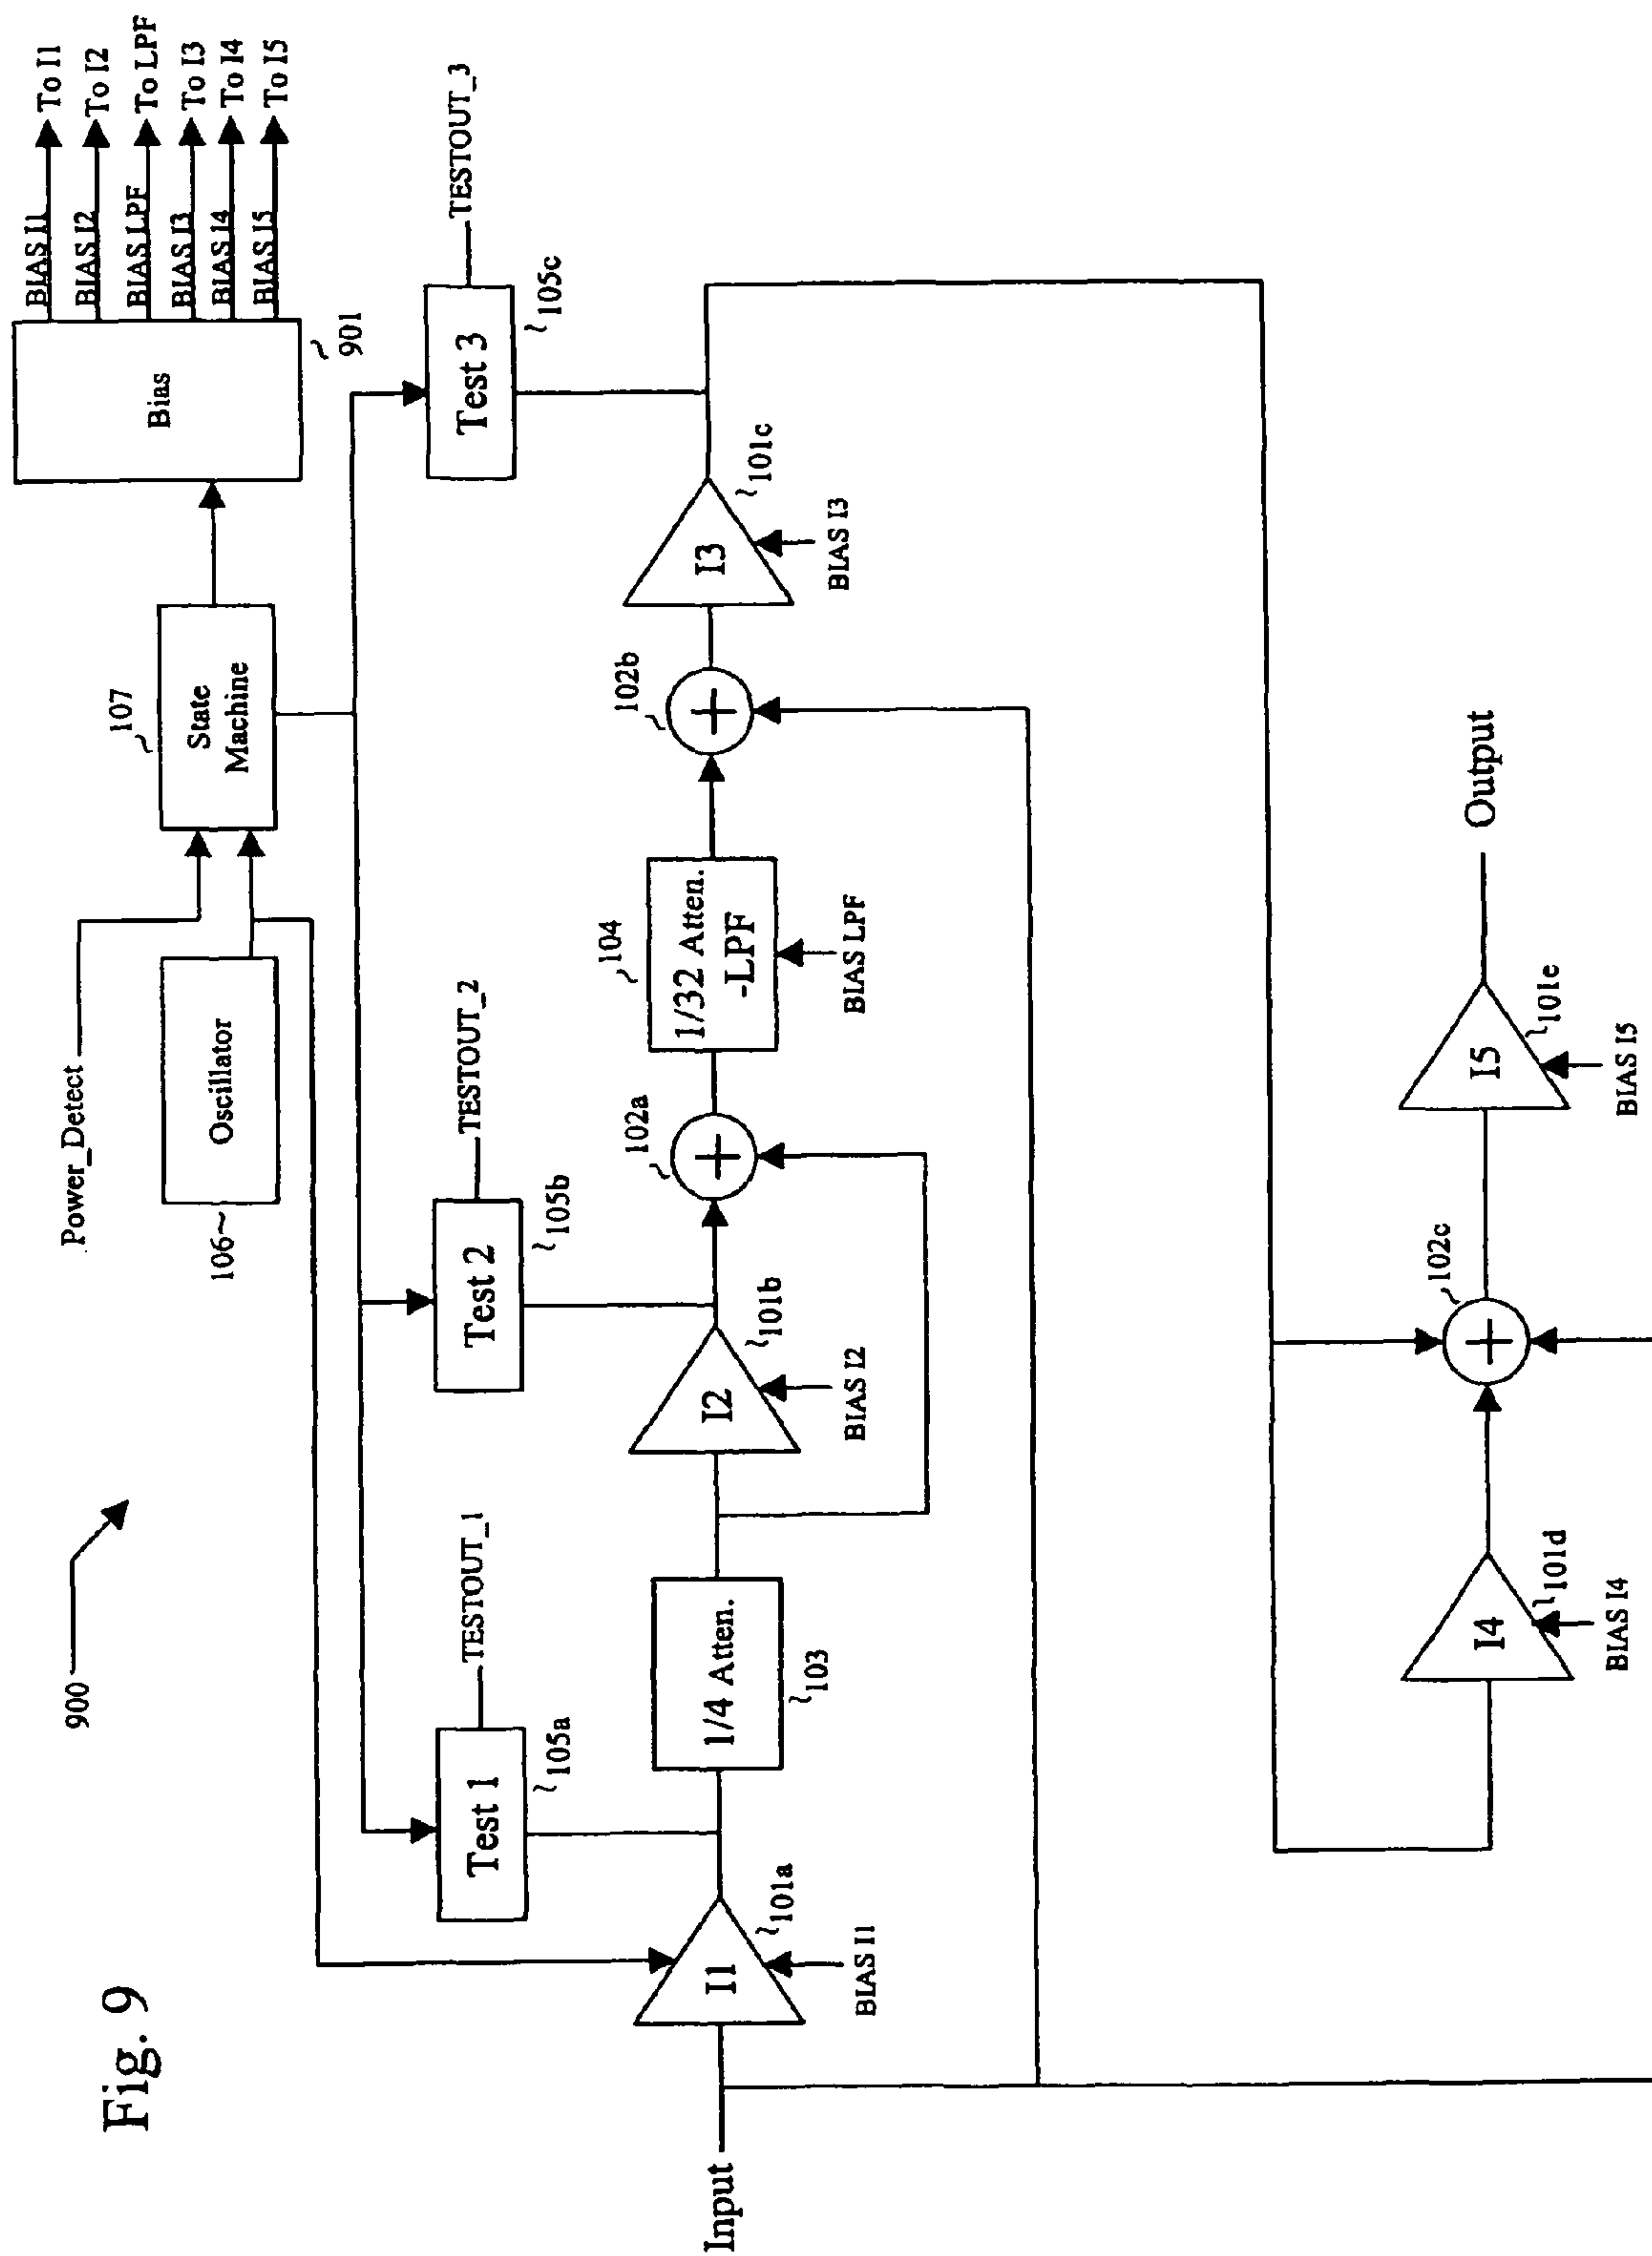 Fig. 9
900
Power_Detect
Oscillator
106
107
State
Machine
Bias
901
BIAS I1
To I1
BIAS I2
To I2
BIAS LPF
To LPF
BIAS I3
To I3
BIAS I4
To I4
BIAS I5
To I5
Test 1
TESTOUT_1
105a
Test 2
TESTOUT_2
105b
Test 3
TESTOUT_3
105c
Input
I1
101a
BIAS I1
1/4 Atten.
103
I2
101b
BIAS I2
102a
+
104
1/32 Atten.
-LPF
BIAS LPF
102b
+
I3
101c
BIAS I3
I4
101d
BIAS I4
102c
+
I5
101e
BIAS I5
Output